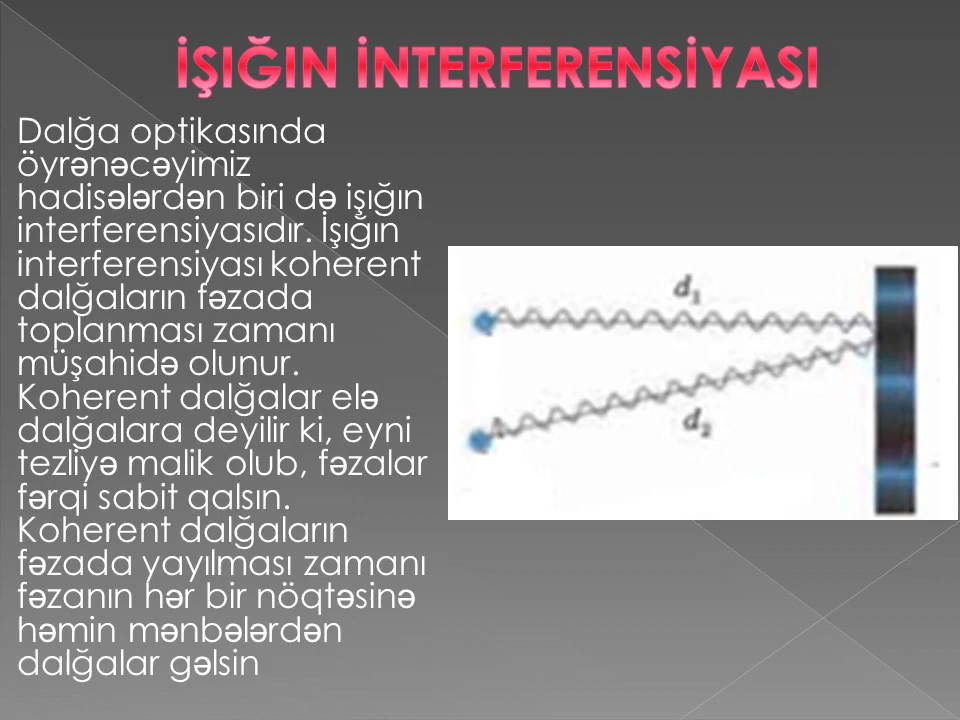 İŞIĞIN İNTERFERENSİYASI
Dalğa optikasında
öyrənəcəyimiz
hadisələrdən biri də işığın
interferensiyasıdır. İşığın
interferensiyası koherent
dalğaların fəzada
toplanması zamanı
müşahidə olunur.
Koherent dalğalar elə
dalğalara deyilir ki, eyni
tezliyə malik olub, fəzalar
fərqi sabit qalsın.
Koherent dalğaların
fəzada yayılması zamanı
fəzanın hər bir nöqtəsinə
həmin mənbələrdən
dalğalar gəlsin
d₁
d₂